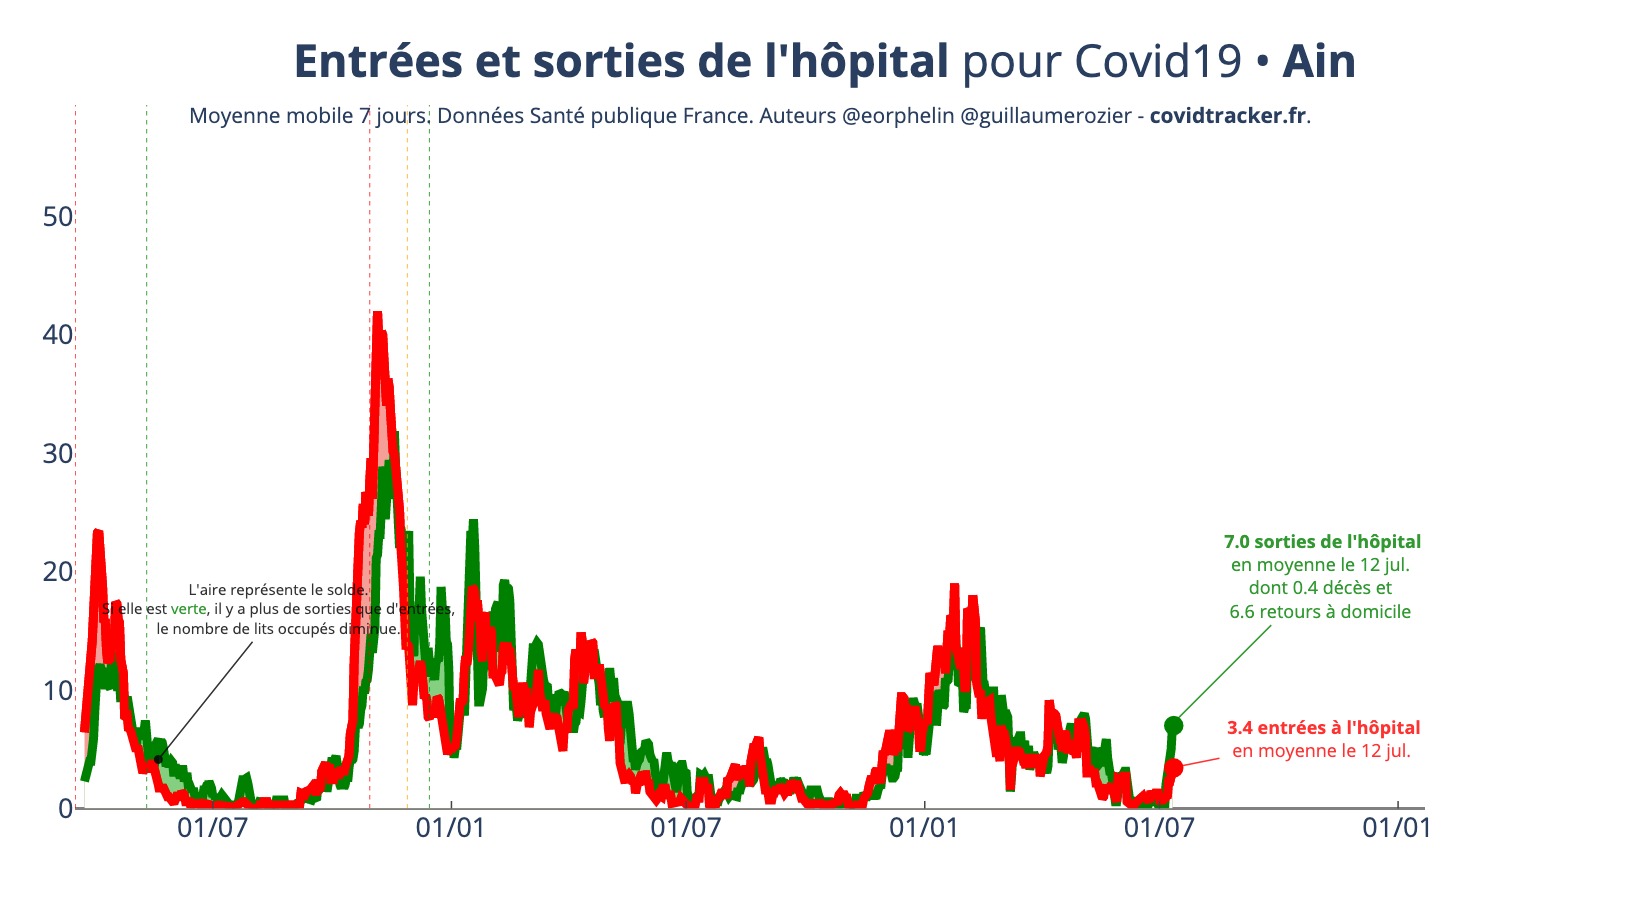 Entrées et sorties de l'hôpital pour Covid19 • Ain
Moyenne mobile 7 jours. Données Santé publique France. Auteurs @eorphelin @guillaumerozier - covidtracker.fr.
50
40
30
20
10
0
L'aire représente le solde.
Si elle est verte, il y a plus de sorties que d'entrées,
le nombre de lits occupés diminue.
7.0 sorties de l'hôpital
en moyenne le 12 jul.
dont 0.4 décès et
6.6 retours à domicile
3.4 entrées à l'hôpital
en moyenne le 12 jul.
01/07 01/01 01/07 01/01 01/07 01/01